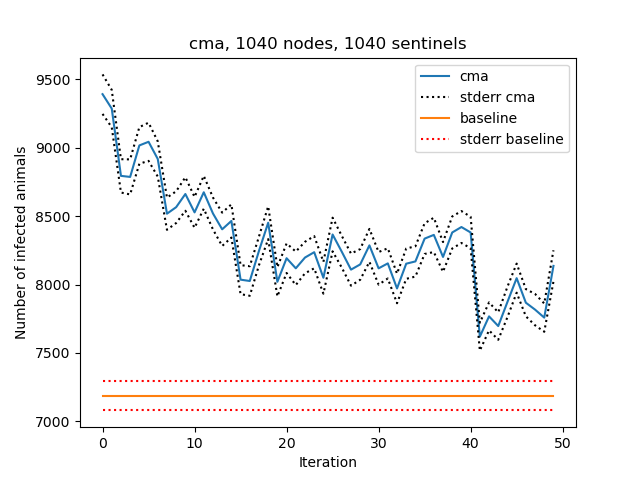 cma, 1040 nodes, 1040 sentinels
cma
stderr cma
baseline
stderr baseline
Number of infected animals
9500
9000
8500
8000
7500
7000
0 10 20 30 40 50
Iteration